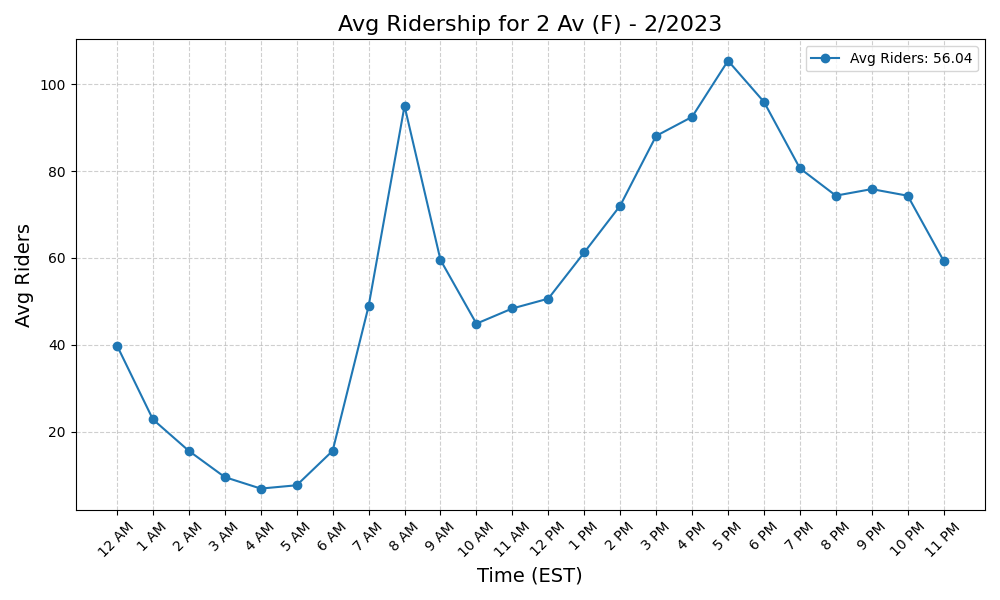 Avg Ridership for 2 Av (F) - 2/2023
Avg Riders: 56.04
Avg Riders
100
80
60
40
20
12 AM
1 AM
2 AM
3 AM
4 AM
5 AM
6 AM
7 AM
8 AM
9 AM
10 AM
11 AM
12 PM
1 PM
2 PM
3 PM
4 PM
5 PM
6 PM
7 PM
8 PM
9 PM
10 PM
11 PM
Time (EST)